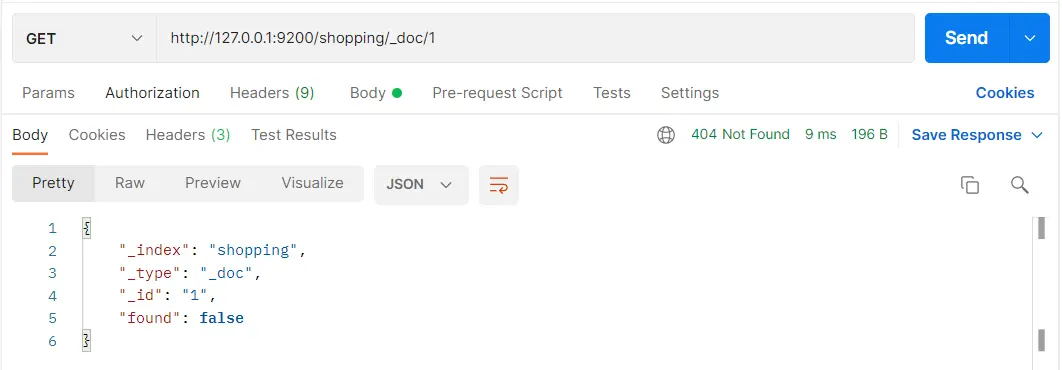 GET http://127.0.0.1:9200/shopping/_doc/1 Send
Params Authorization Headers (9) Body Pre-request Script Tests Settings Cookies
Body Cookies Headers (3) Test Results 404 Not Found 9 ms 196 B Save Response
Pretty Raw Preview Visualize JSON
1 {
2 "_index": "shopping",
3 "_type": "_doc",
4 "_id": "1",
5 "found": false
6 }